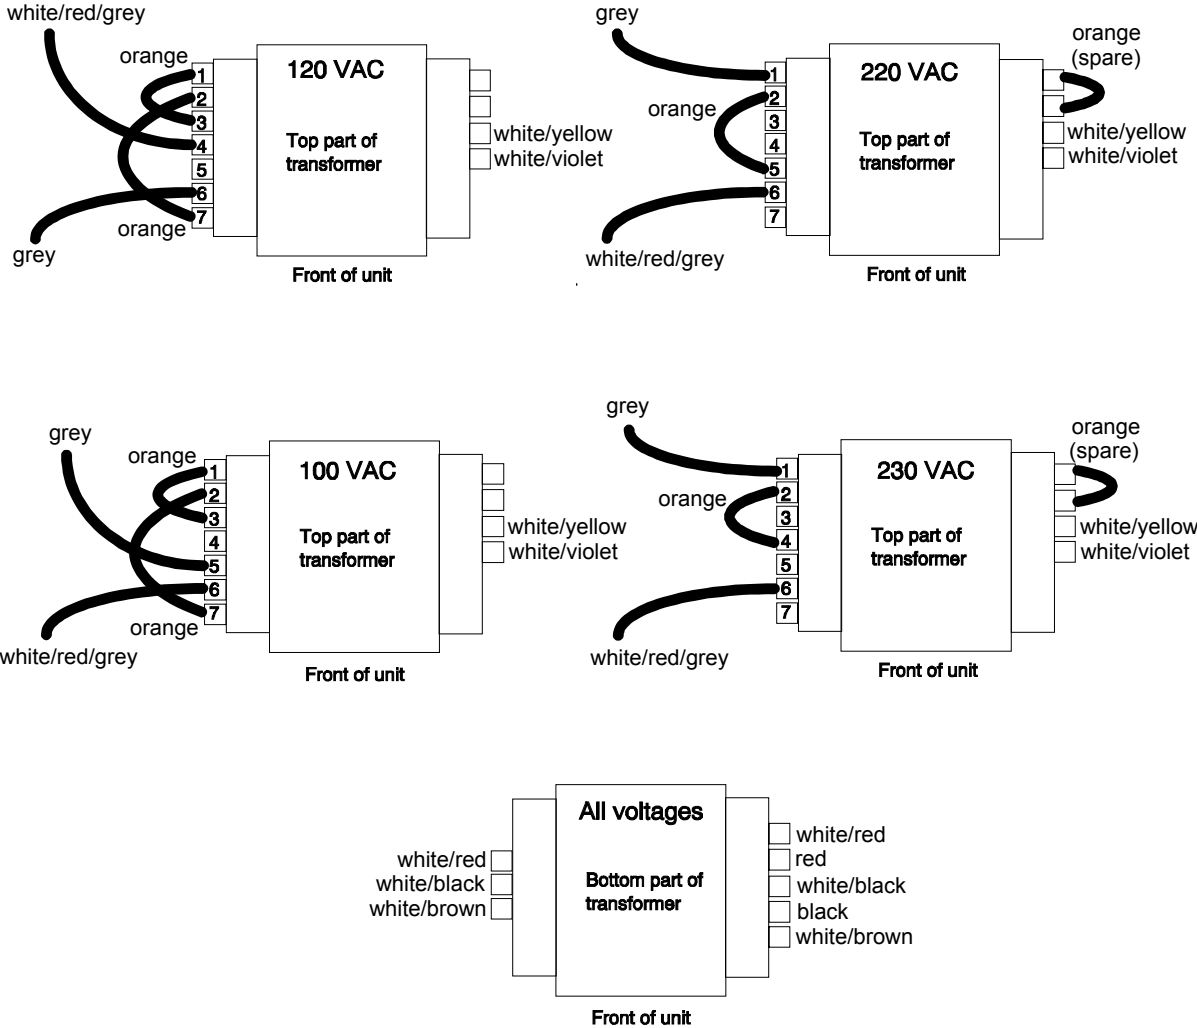 white/red/grey
orange
1
2
3
4
5
6
7
orange
grey
120 VAC
Top part of
transformer
white/yellow
white/violet
Front of unit
grey
orange
1
2
3
4
5
6
7
white/red/grey
220 VAC
Top part of
transformer
orange
(spare)
white/yellow
white/violet
Front of unit
grey
orange
1
2
3
4
5
6
7
orange
white/red/grey
100 VAC
Top part of
transformer
white/yellow
white/violet
Front of unit
grey
orange
1
2
3
4
5
6
7
white/red/grey
230 VAC
Top part of
transformer
orange
(spare)
white/yellow
white/violet
Front of unit
white/red
white/black
white/brown
All voltages
Bottom part of
transformer
white/red
red
white/black
black
white/brown
Front of unit